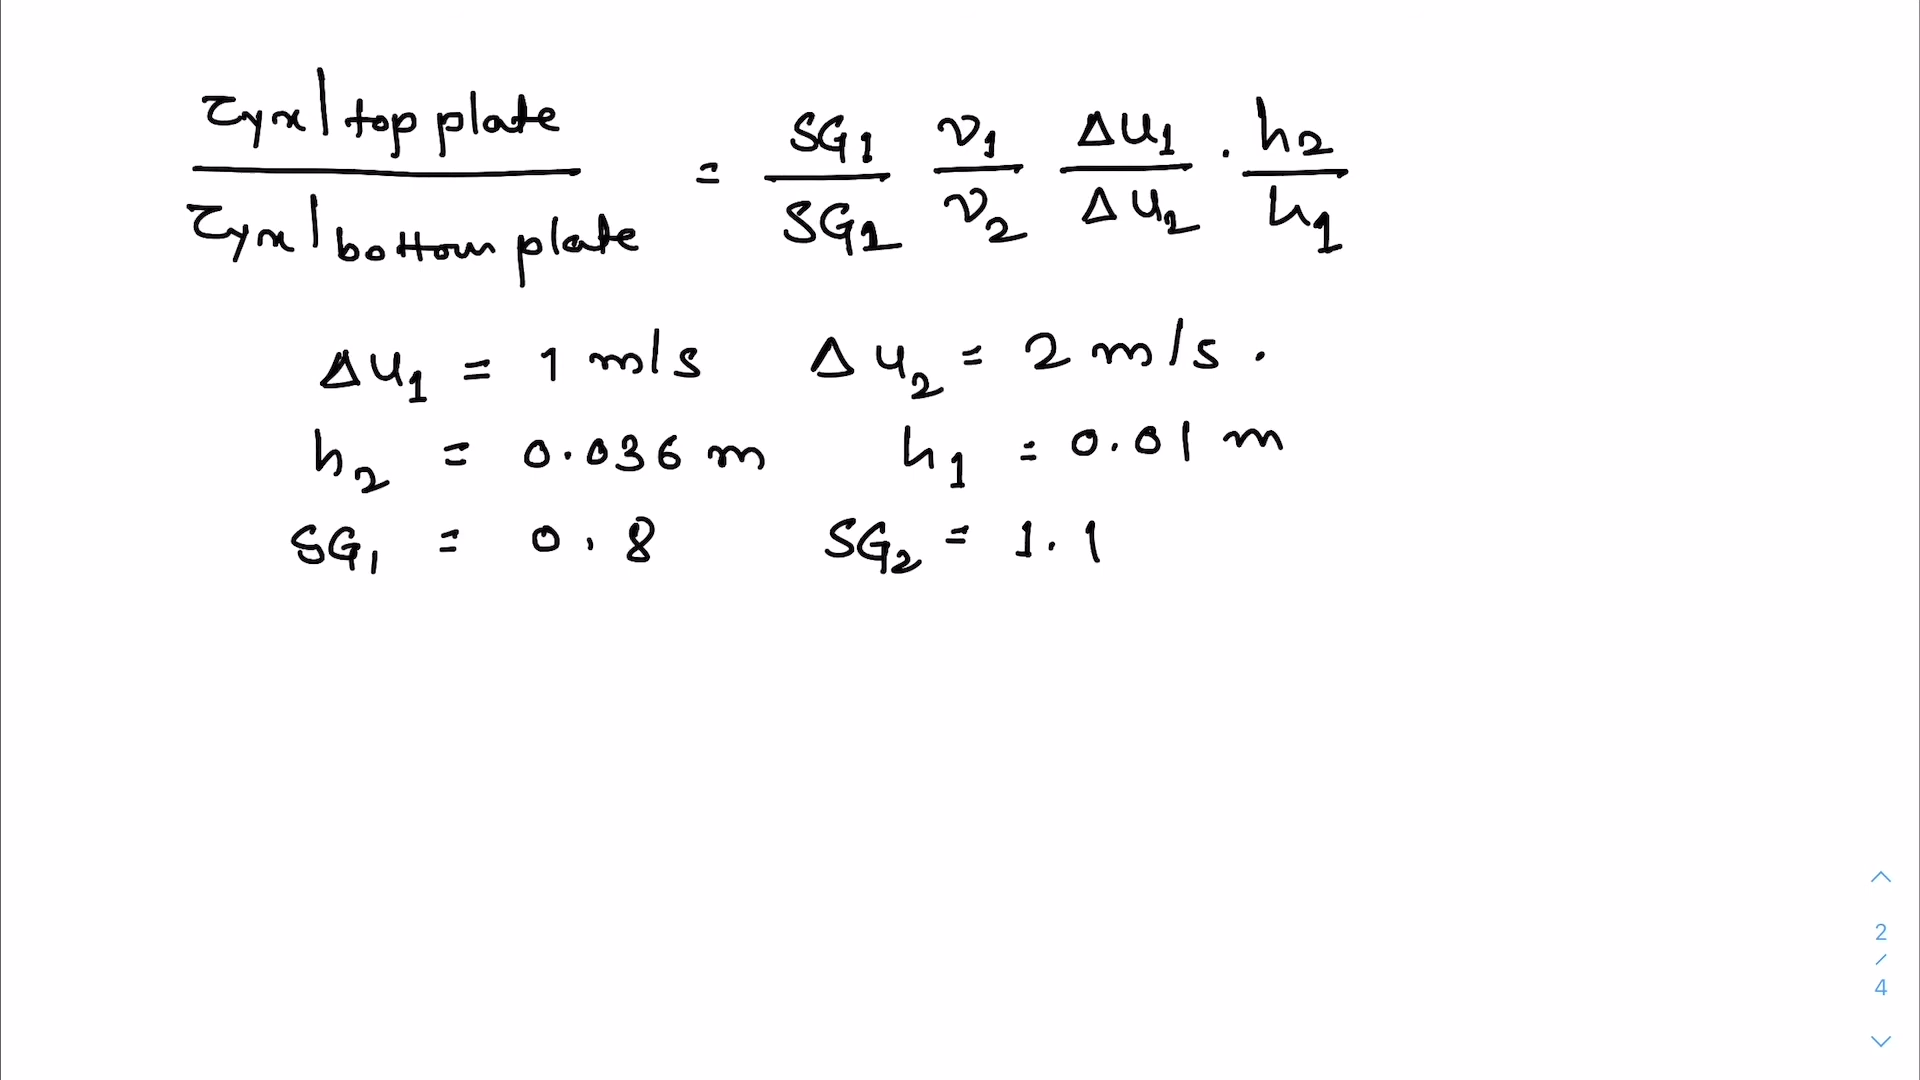 τyx|top plate / τyx|bottom plate = SG1/SG1 ν1/ν2 Δu1/Δu2 · h2/h1
Δu1 = 1 m/s Δu2 = 2 m/s .
h2 = 0.036 m h1 = 0.01 m
SG1 = 0.8 SG2 = 1.1
2
/
4